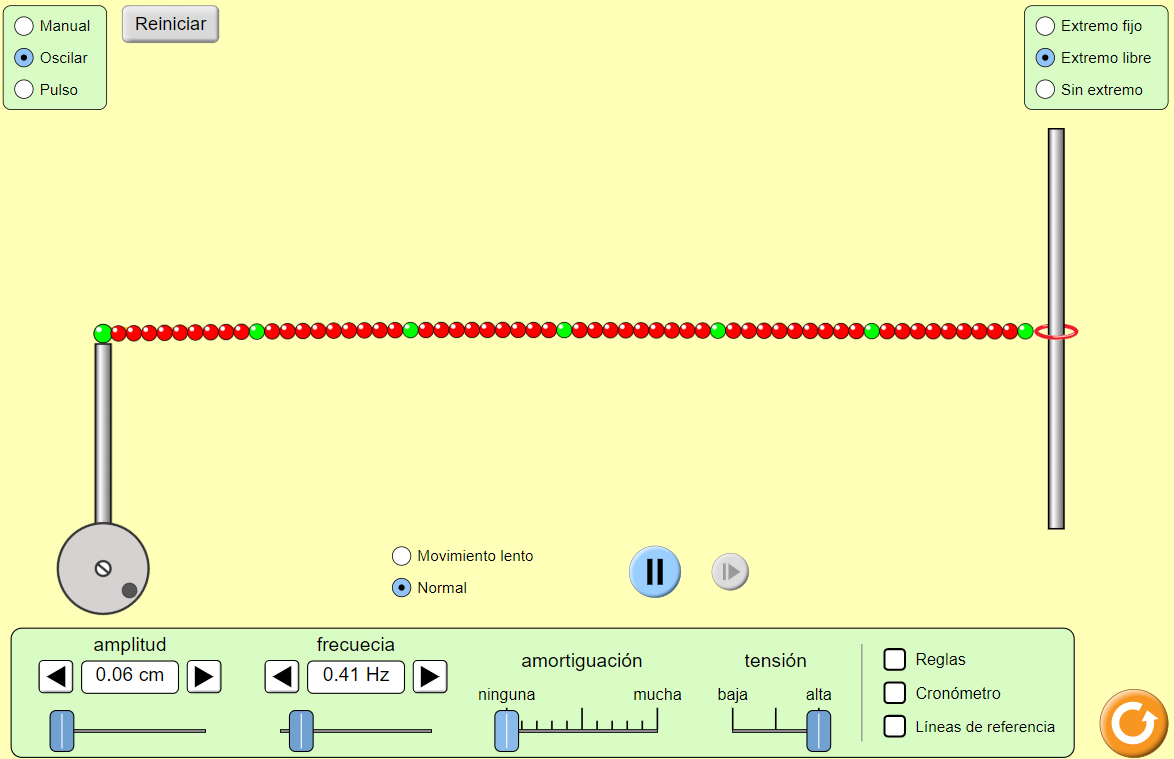 Manual
Oscilar
Pulso
Reiniciar
Extremo fijo
Extremo libre
Sin extremo
Movimiento lento
Normal
amplitud
0.06 cm
frecuecia
0.41 Hz
amortiguación
ninguna mucha
tensión
baja alta
Reglas
Cronómetro
Líneas de referencia